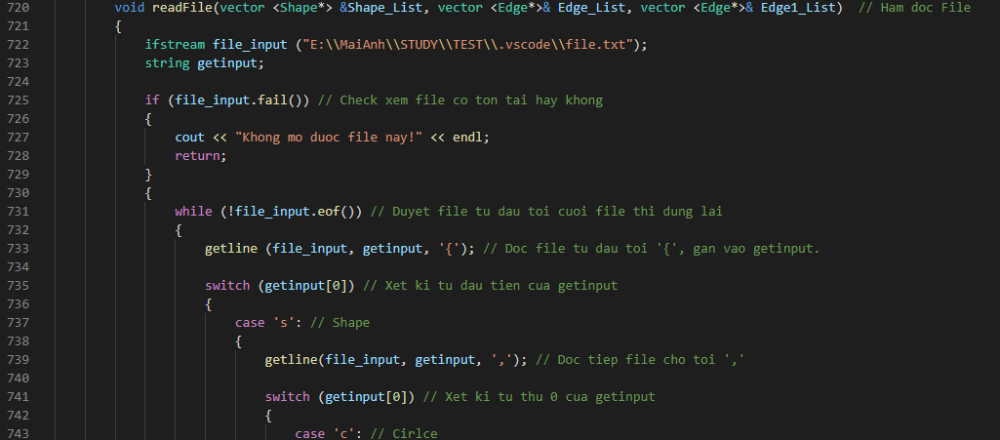 720 void readFile(vector <Shape*> &Shape_List, vector <Edge*>& Edge_List, vector <Edge*>& Edge1_List)  // Ham doc File
721 {
722 ifstream file_input ("E:\\MaiAnh\\STUDY\\TEST\\.vscode\\file.txt");
723 string getinput;
724
725 if (file_input.fail()) // Check xem file co ton tai hay khong
726 {
727 cout << "Khong mo duoc file nay!" << endl;
728 return;
729 }
730 {
731 while (!file_input.eof()) // Duyet file tu dau toi cuoi file thi dung lai
732 {
733 getline (file_input, getinput, '{'); // Doc file tu dau toi '{', gan vao getinput.
734
735 switch (getinput[0]) // Xet ki tu dau tien cua getinput
736 {
737 case 's': // Shape
738 {
739 getline(file_input, getinput, ','); // Doc tiep file cho toi ','
740
741 switch (getinput[0]) // Xet ki tu thu 0 cua getinput
742 {
743 case 'c': // Cirlce